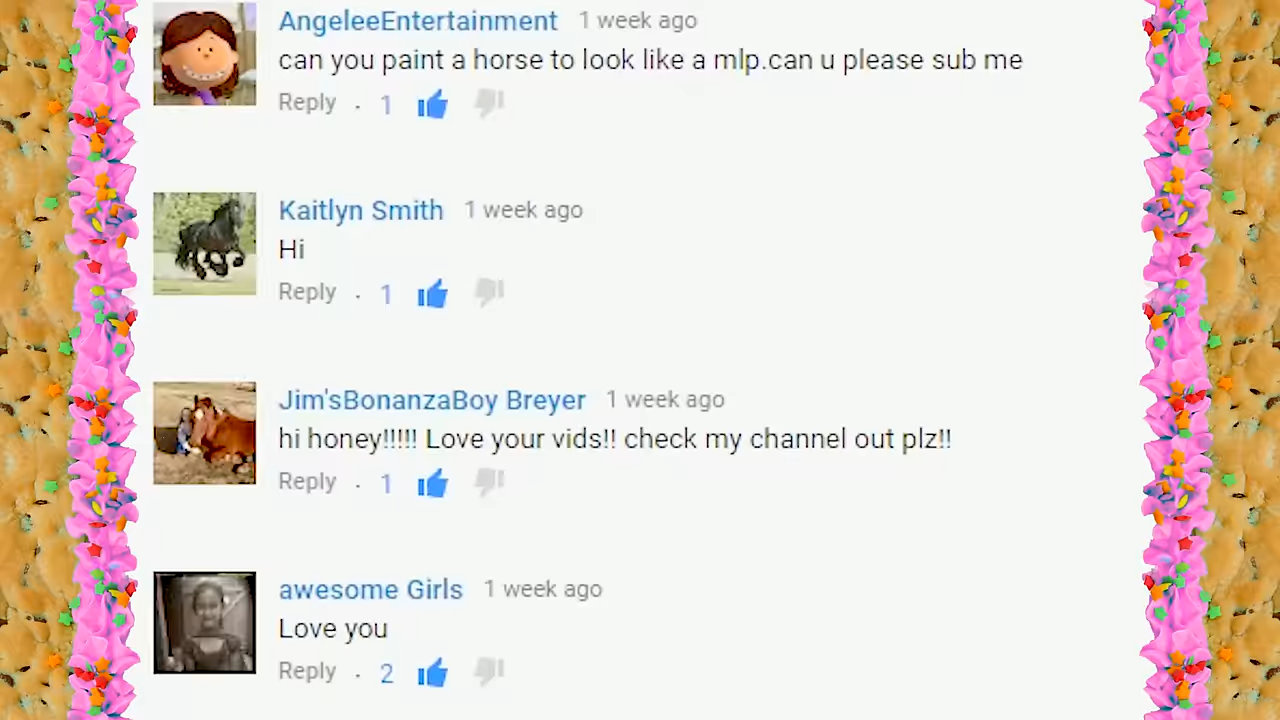 AngeleeEntertainment 1 week ago
can you paint a horse to look like a mlp.can u please sub me
Reply . 1
Kaitlyn Smith 1 week ago
Hi
Reply . 1
Jim'sBonanzaBoy Breyer 1 week ago
hi honey!!!!! Love your vids!! check my channel out plz!!
Reply . 1
awesome Girls 1 week ago
Love you
Reply . 2